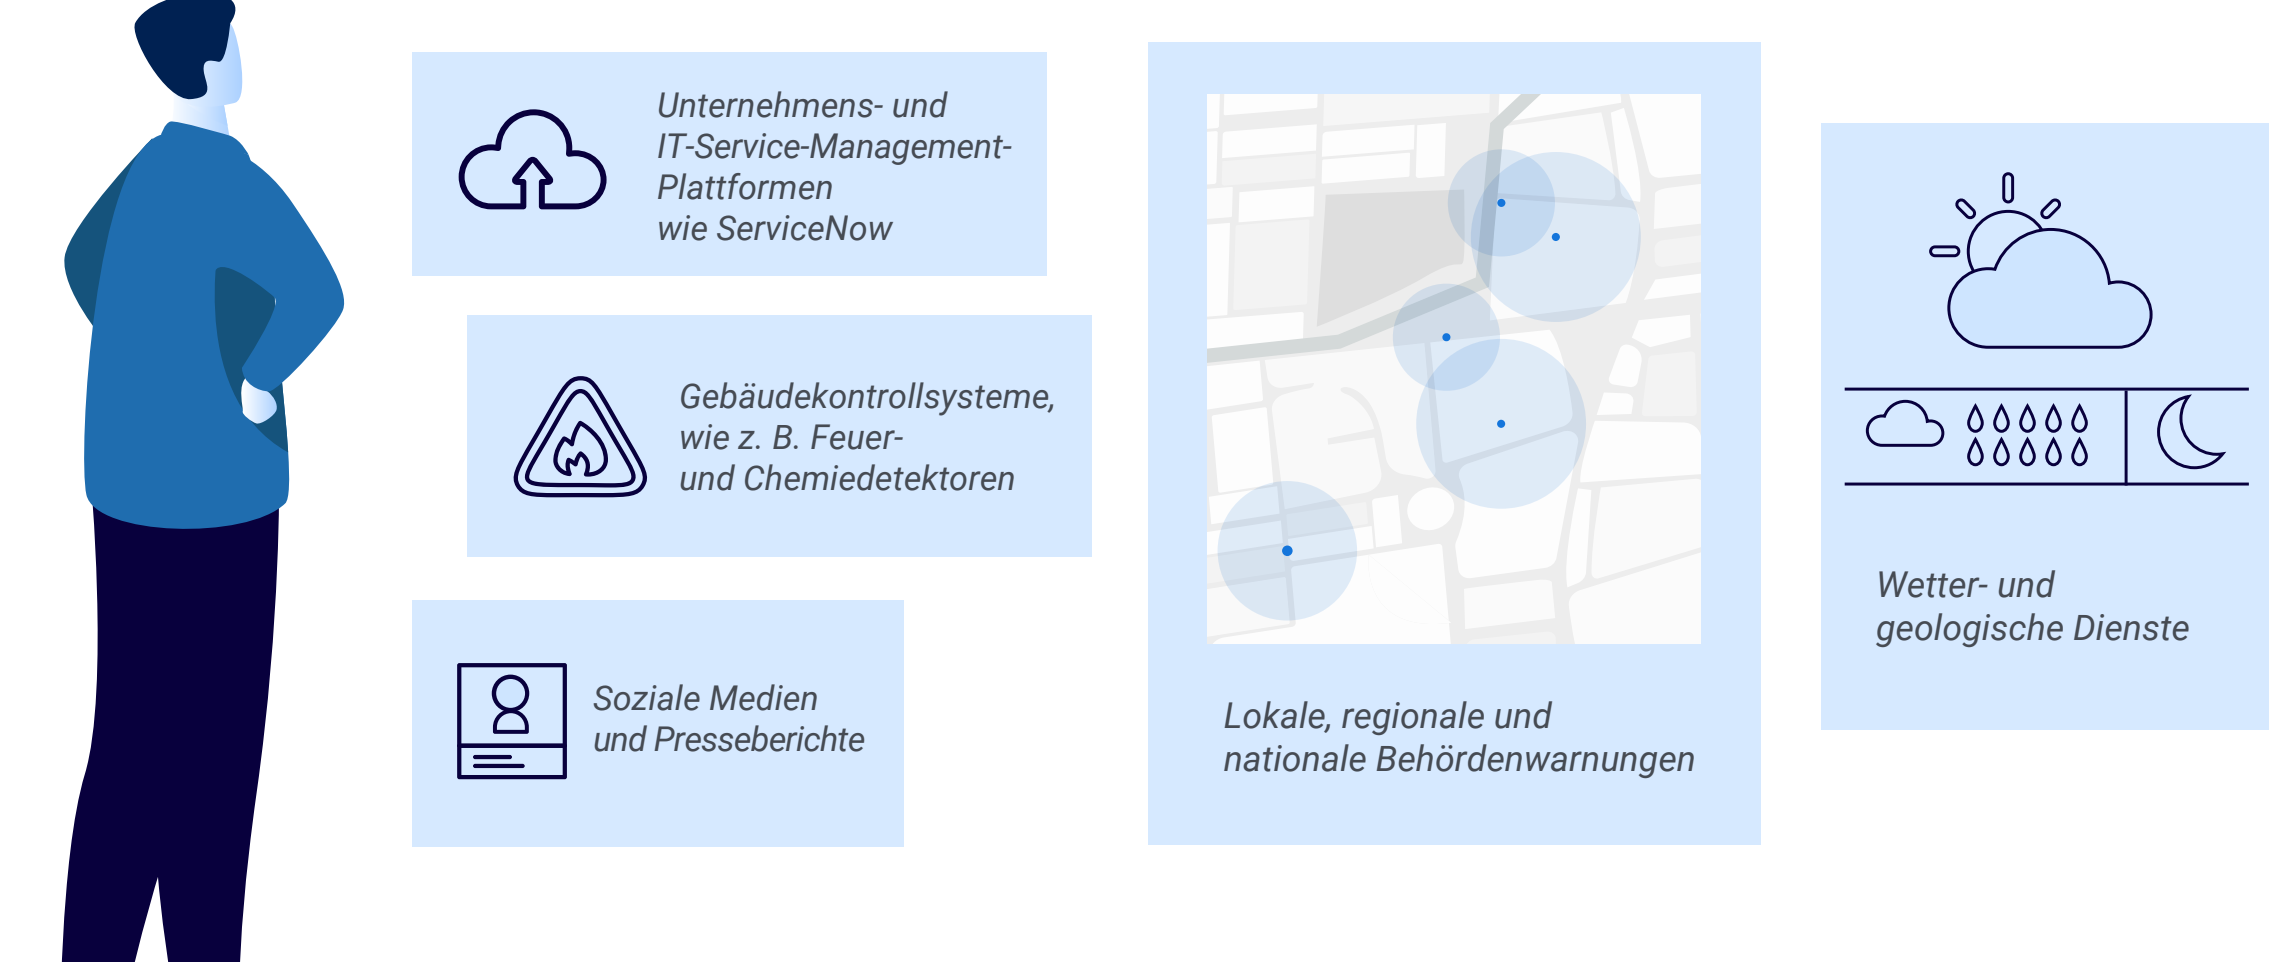 Unternehmens- und
IT-Service-Management-
Plattformen
wie ServiceNow
Gebäudekontrollsysteme,
wie z. B. Feuer-
und Chemiedetektoren
Soziale Medien
und Presseberichte
Lokale, regionale und
nationale Behördenwarnungen
Wetter- und
geologische Dienste